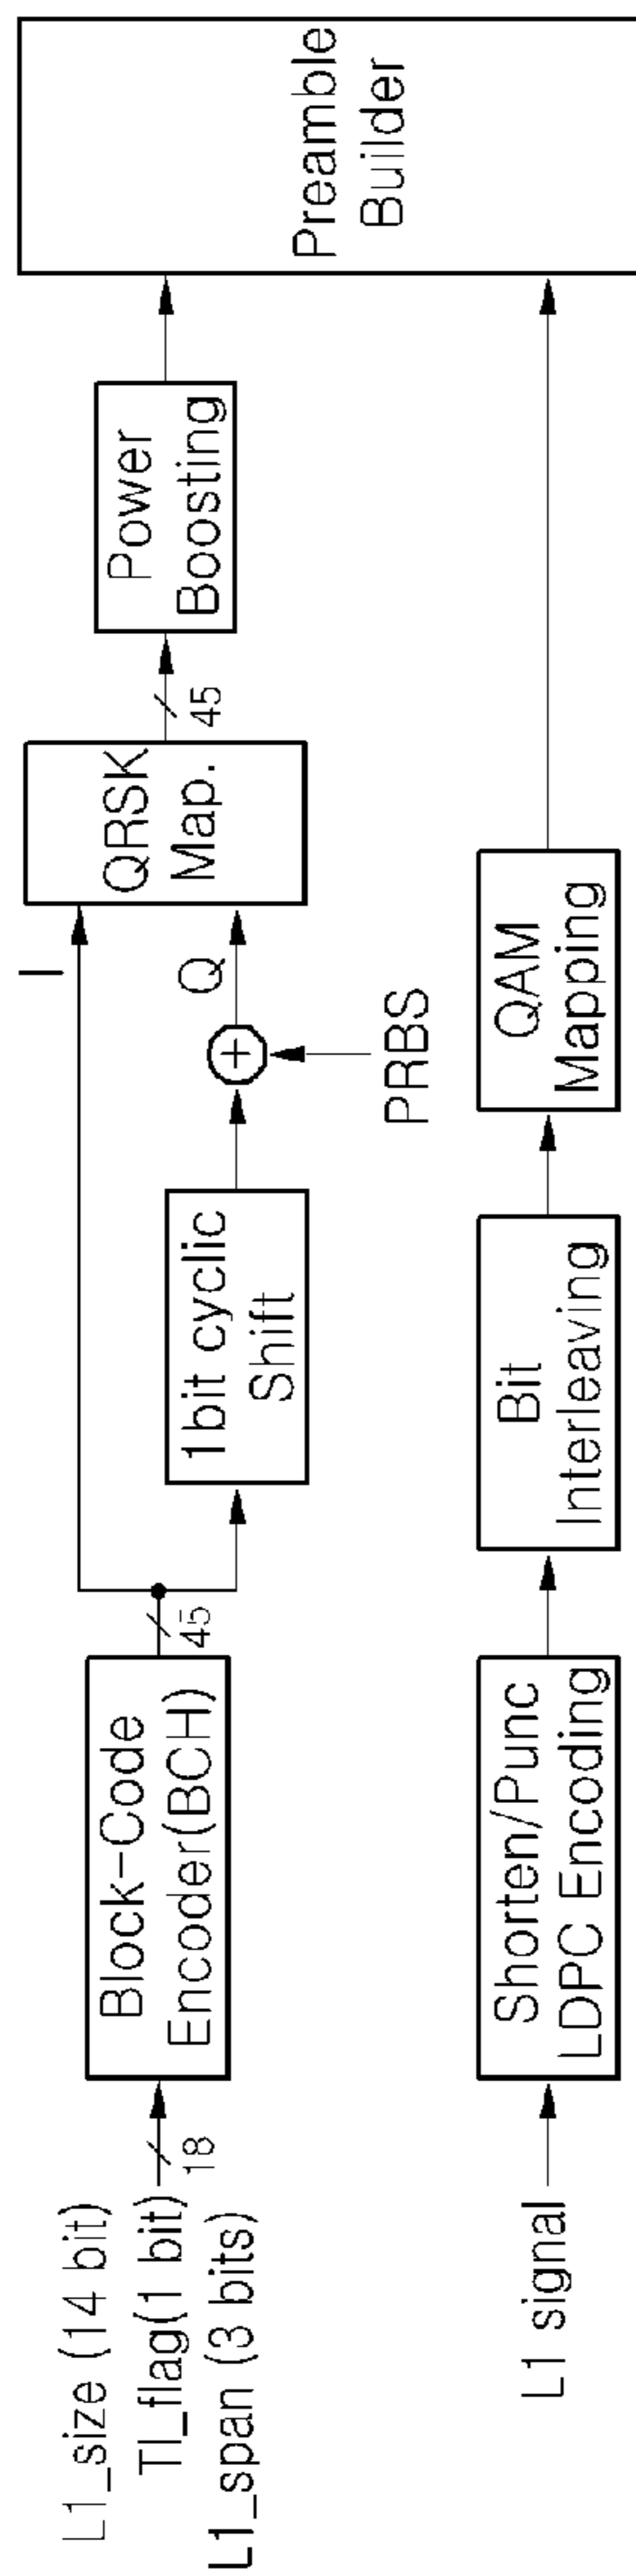 L1_size (14 bit)
TI_flag(1 bit)
L1_span (3 bits)
18
Block-Code
Encoder(BCH)
45
1bit cyclic
Shift
PRBS
I
Q
QRSK
Map.
45
Power
Boosting
Preamble
Builder
L1 signal
Shorten/Punc
LDPC Encoding
Bit
Interleaving
QAM
Mapping